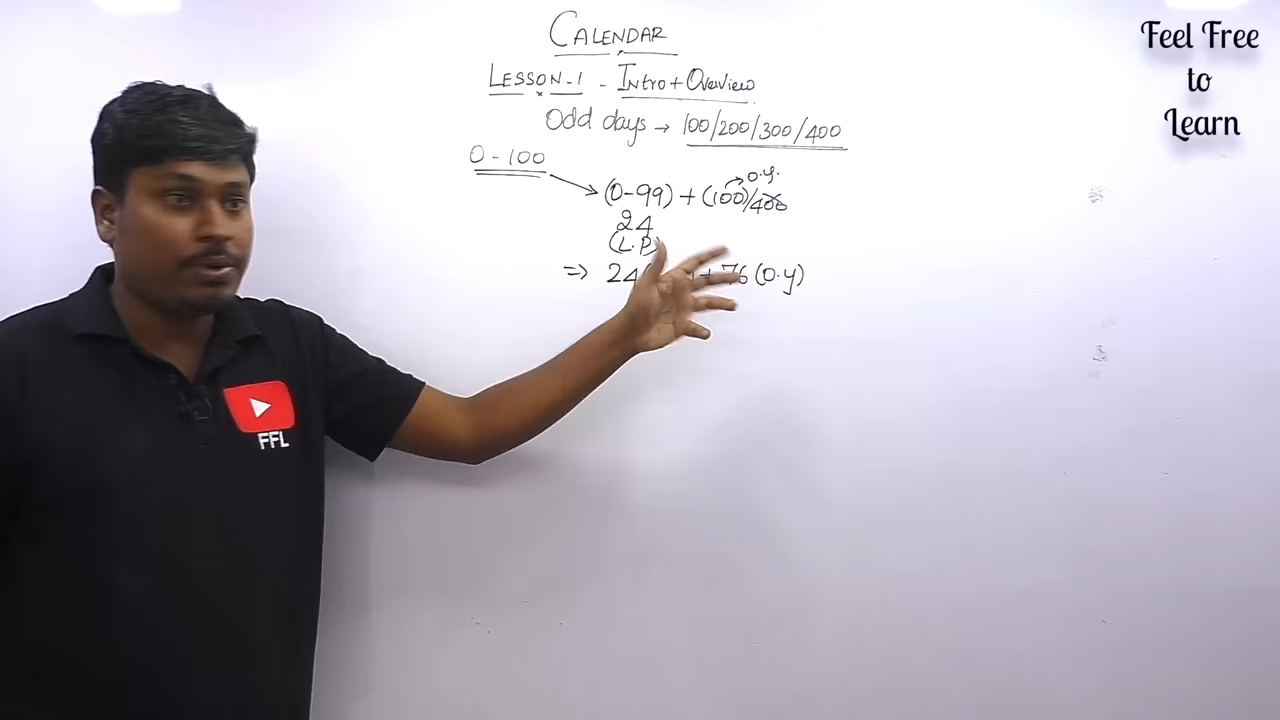 CALENDAR
LESSON-1 - Intro + Overview
Odd days → 100/200/300/400
0-100
(0-99) + (100)/400
o.y.
24
(L.P)
⇒ 24 + 76 (o.y)
Feel Free
to
Learn
FFL